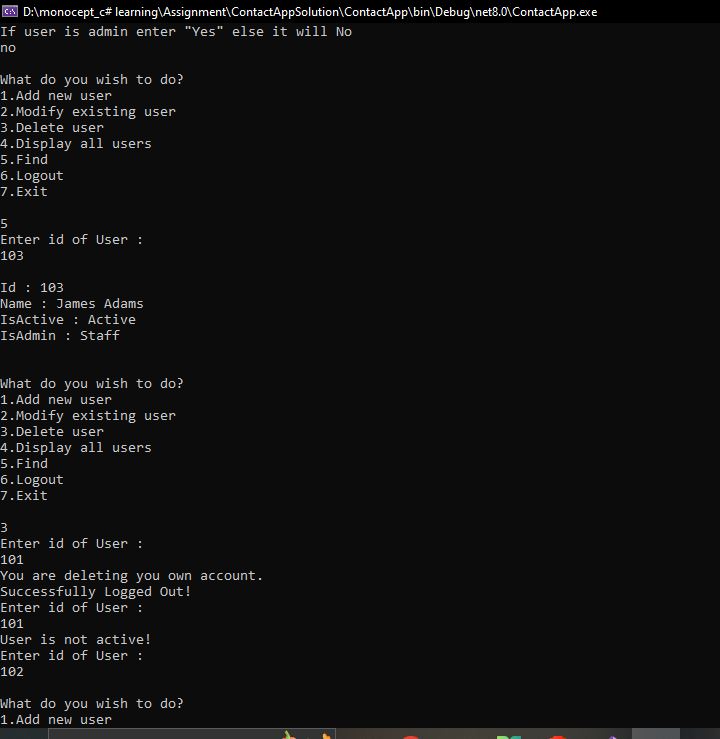 D:\monocept_c# learning\Assignment\ContactAppSolution\ContactApp\bin\Debug\net8.0\ContactApp.exe
If user is admin enter "Yes" else it will No
no
What do you wish to do?
1.Add new user
2.Modify existing user
3.Delete user
4.Display all users
5.Find
6.Logout
7.Exit
5
Enter id of User :
103
Id : 103
Name : James Adams
IsActive : Active
IsAdmin : Staff
What do you wish to do?
1.Add new user
2.Modify existing user
3.Delete user
4.Display all users
5.Find
6.Logout
7.Exit
3
Enter id of User :
101
You are deleting you own account.
Successfully Logged Out!
Enter id of User :
101
User is not active!
Enter id of User :
102
What do you wish to do?
1.Add new user